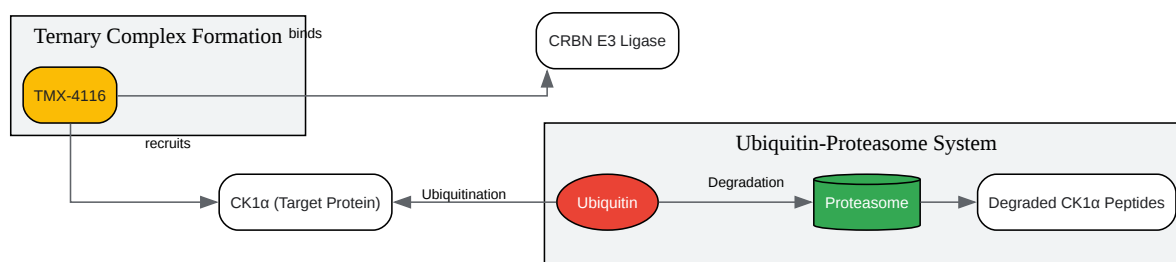 Ternary Complex Formation
binds
CRBN E3 Ligase
TMX-4116
recruits
Ubiquitin-Proteasome System
CK1α (Target Protein)
Ubiquitination
Ubiquitin
Degradation
Proteasome
Degraded CK1α Peptides